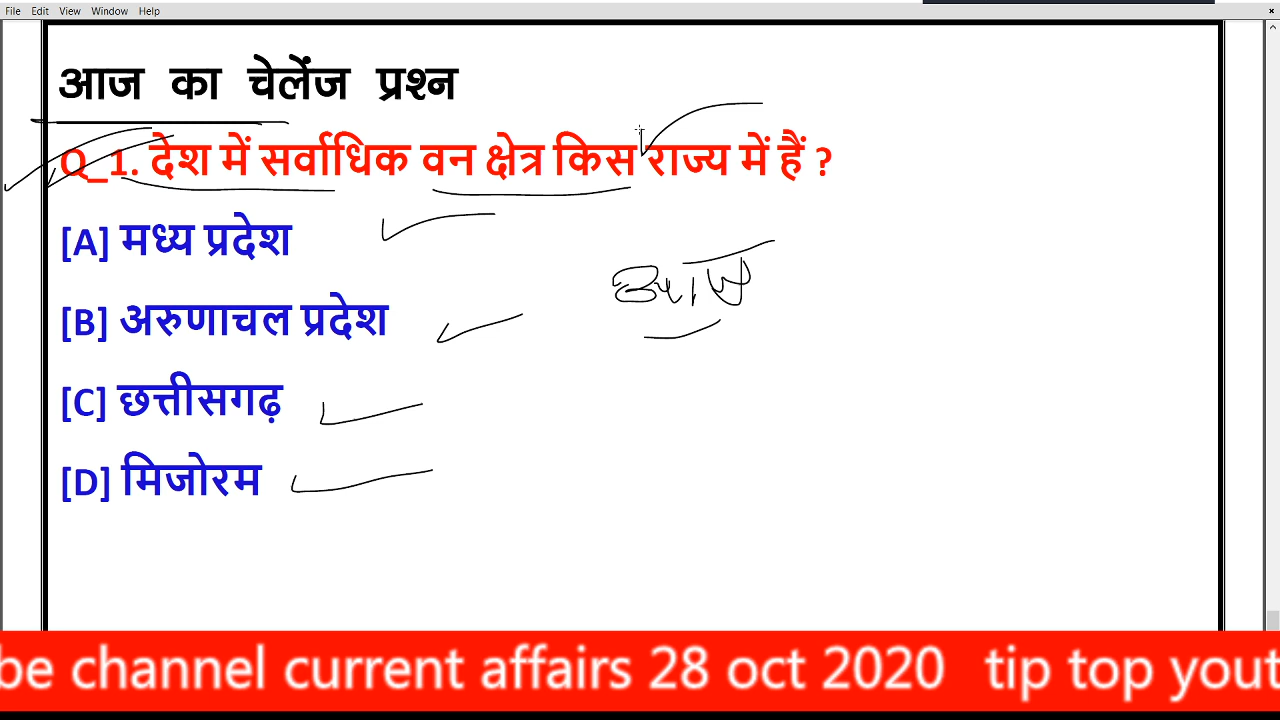 File Edit View Window Help
आज का चेलेंज प्रश्न
Q_1. देश में सर्वाधिक वन क्षेत्र किस राज्य में हैं ?
[A] मध्य प्रदेश
[B] अरुणाचल प्रदेश
[C] छत्तीसगढ़
[D] मिजोरम
be channel current affairs 28 oct 2020 tip top yout